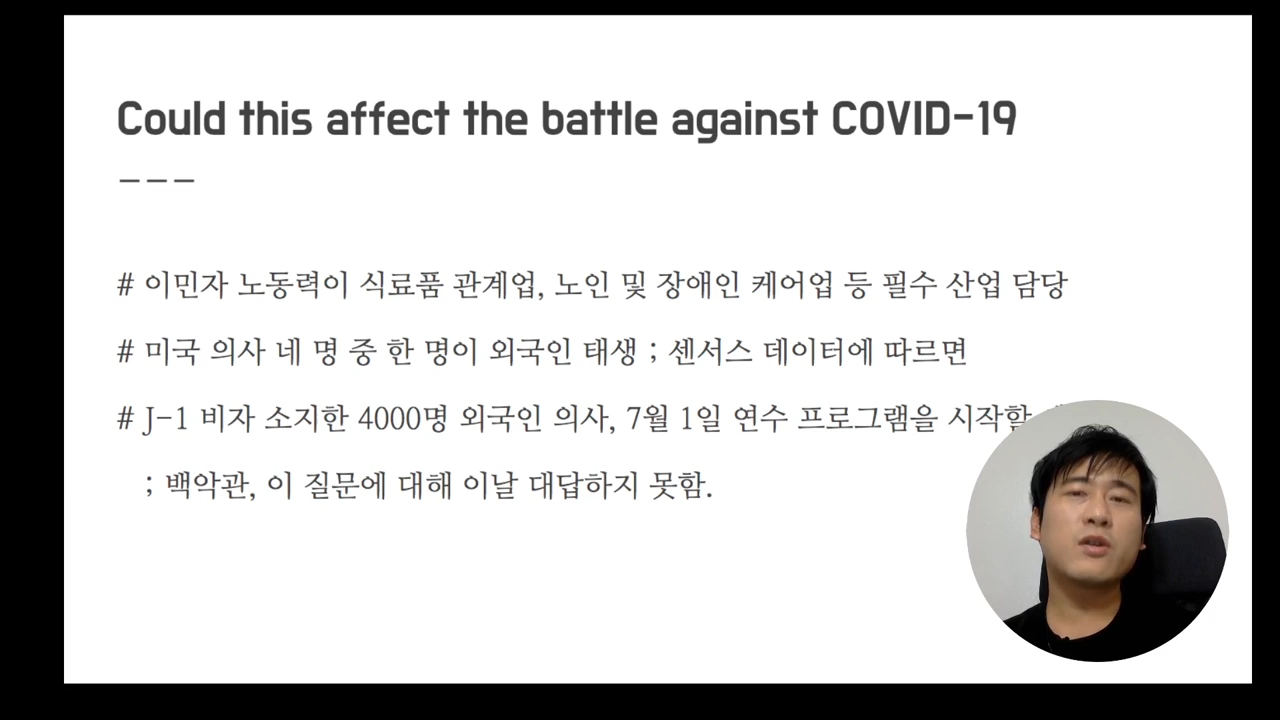 Could this affect the battle against COVID-19
---
# 이민자 노동력이 식료품 관계업, 노인 및 장애인 케어업 등 필수 산업 담당
# 미국 의사 네 명 중 한 명이 외국인 태생 ; 센서스 데이터에 따르면
# J-1 비자 소지한 4000명 외국인 의사, 7월 1일 연수 프로그램을 시작할
; 백악관, 이 질문에 대해 이날 대답하지 못함.